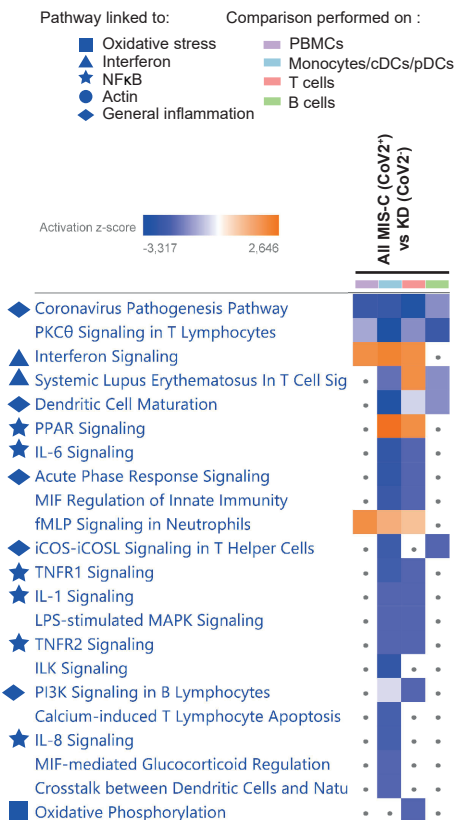 Pathway linked to:
Comparison performed on :
Oxidative stress
Interferon
NFκB
Actin
General inflammation
PBMCs
Monocytes/cDCs/pDCs
T cells
B cells
All MIS-C (CoV2⁺)
vs KD (CoV2⁻)
Activation z-score
-3,317
2,646
Coronavirus Pathogenesis Pathway
PKCθ Signaling in T Lymphocytes
Interferon Signaling
Systemic Lupus Erythematosus In T Cell Sig
Dendritic Cell Maturation
PPAR Signaling
IL-6 Signaling
Acute Phase Response Signaling
MIF Regulation of Innate Immunity
fMLP Signaling in Neutrophils
iCOS-iCOSL Signaling in T Helper Cells
TNFR1 Signaling
IL-1 Signaling
LPS-stimulated MAPK Signaling
TNFR2 Signaling
ILK Signaling
PI3K Signaling in B Lymphocytes
Calcium-induced T Lymphocyte Apoptosis
IL-8 Signaling
MIF-mediated Glucocorticoid Regulation
Crosstalk between Dendritic Cells and Natu
Oxidative Phosphorylation